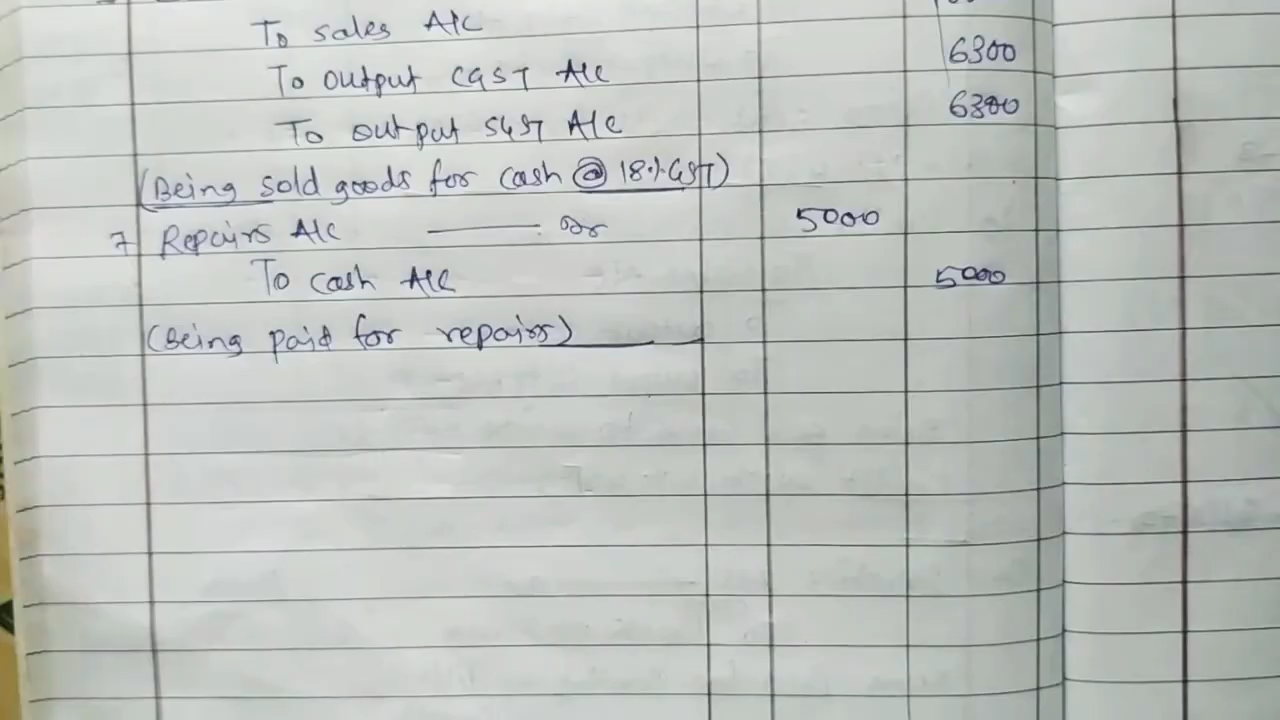 To sales A/C
To output CGST A/C 6300
To output SGST A/C 6300
(Being sold goods for cash @ 18% GST)
7 Repairs A/C — Dr 5000
To cash A/C 5000
(Being paid for repairs)